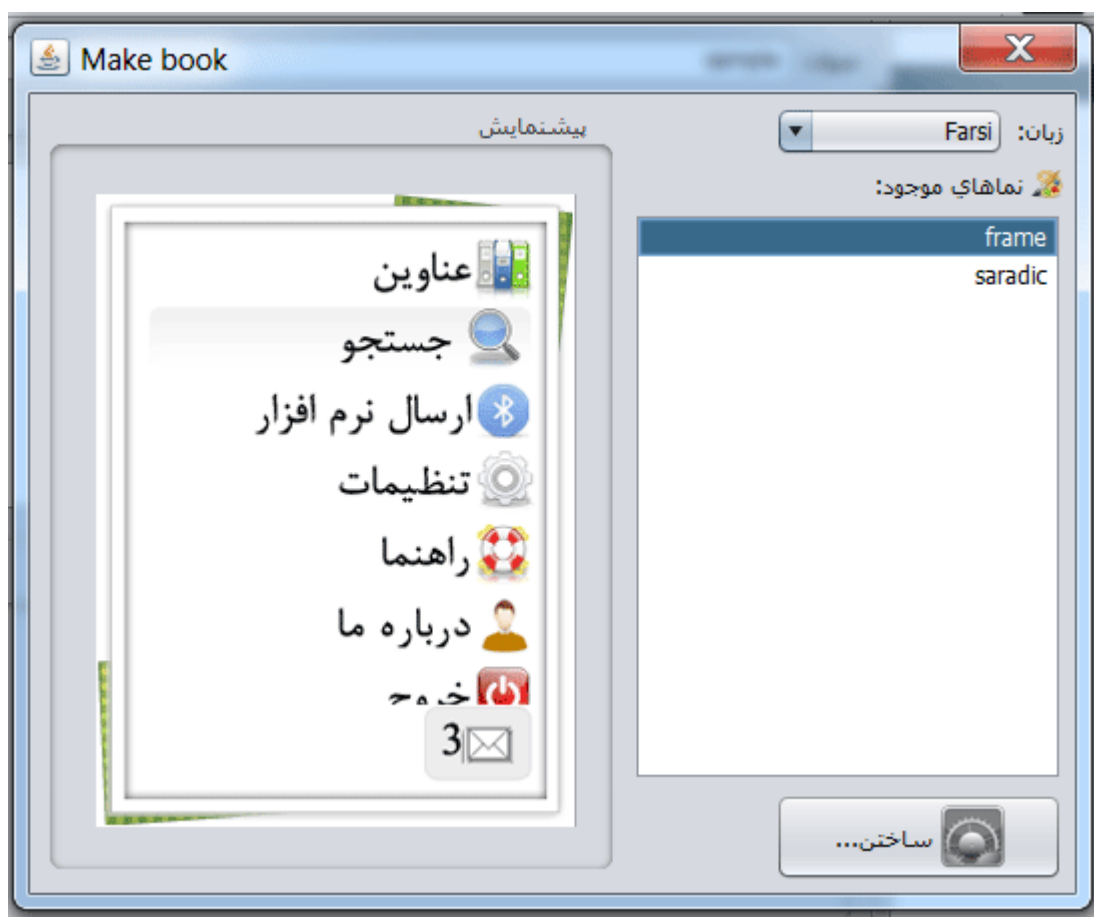 Make book
زبان: Farsi
نماهاي موجود:
frame
saradic
ساختن...
پیشنمایش
عناوین
جستجو
ارسال نرم افزار
تنظیمات
راهنما
درباره ما
خروج
3